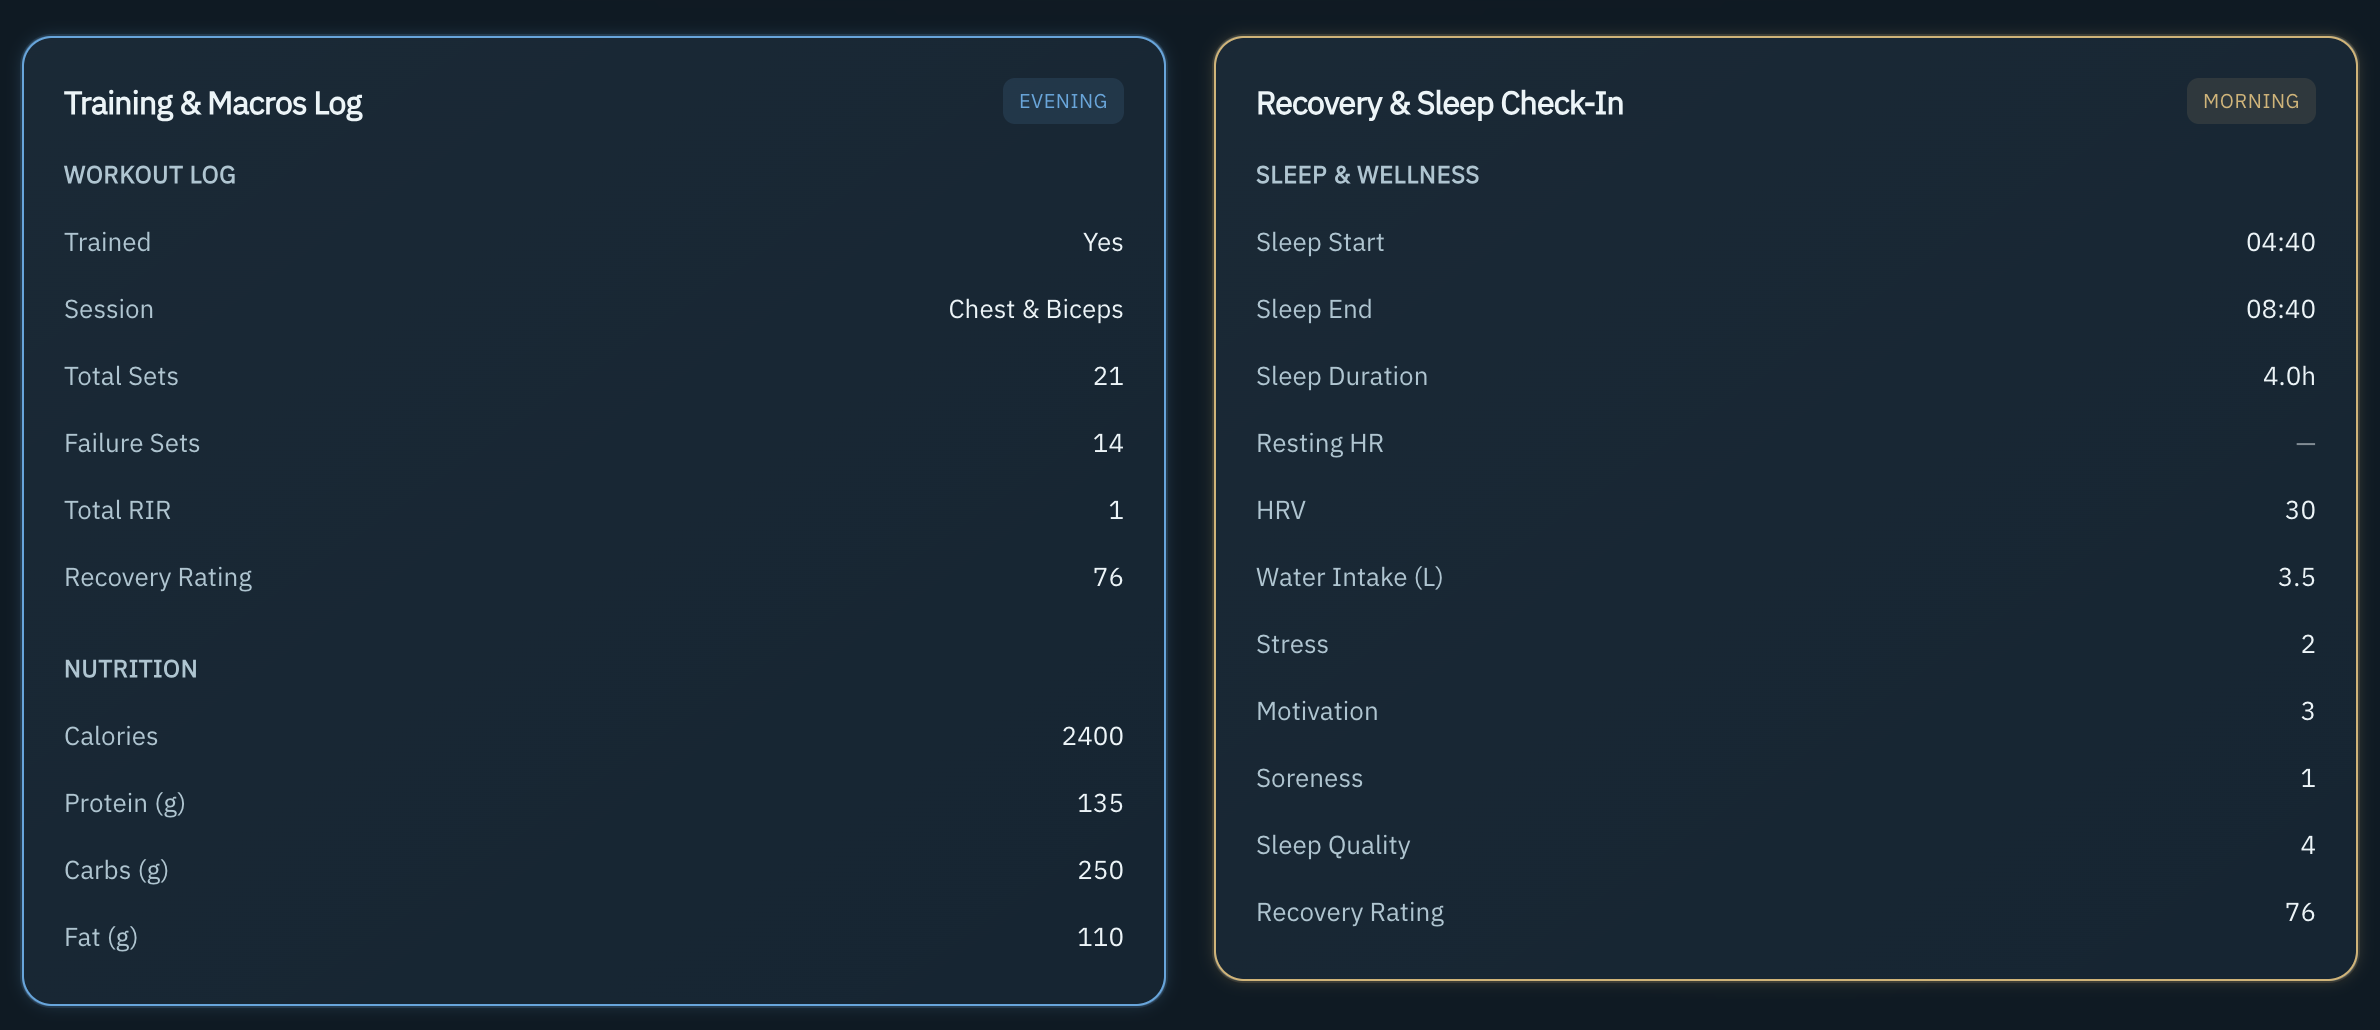 Training & Macros Log
EVENING
WORKOUT LOG
Trained Yes
Session Chest & Biceps
Total Sets 21
Failure Sets 14
Total RIR 1
Recovery Rating 76
NUTRITION
Calories 2400
Protein (g) 135
Carbs (g) 250
Fat (g) 110
Recovery & Sleep Check-In
MORNING
SLEEP & WELLNESS
Sleep Start 04:40
Sleep End 08:40
Sleep Duration 4.0h
Resting HR —
HRV 30
Water Intake (L) 3.5
Stress 2
Motivation 3
Soreness 1
Sleep Quality 4
Recovery Rating 76